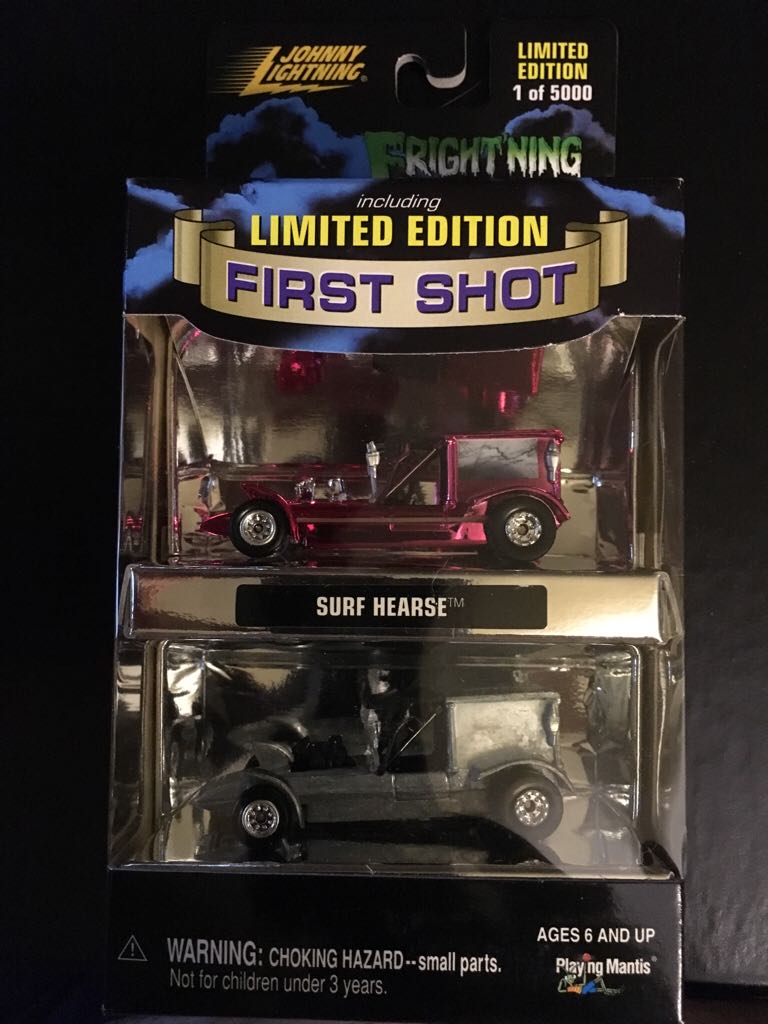 JOHNNY
LIGHTNING®
LIMITED
EDITION
1 of 5000
FRIGHT'NING
including
LIMITED EDITION
FIRST SHOT
SURF HEARSE™
AGES 6 AND UP
WARNING: CHOKING HAZARD--small parts.
Not for children under 3 years.
Playing Mantis®